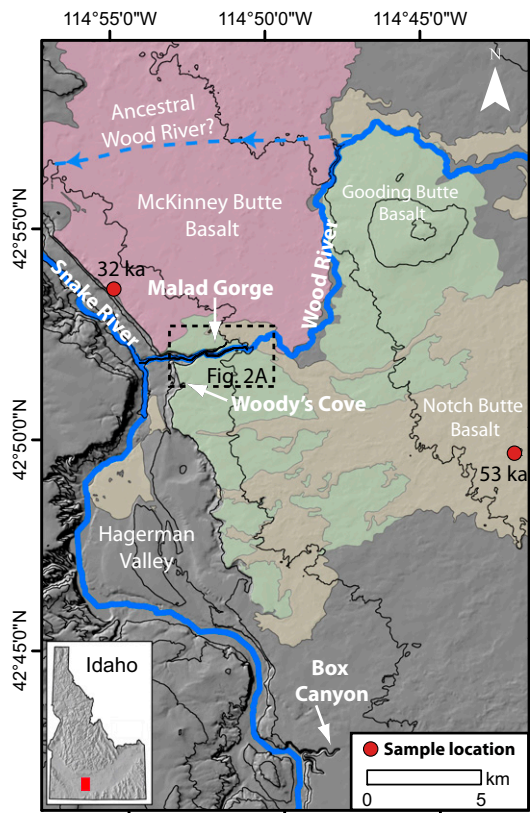 114°55'0"W
114°50'0"W
114°45'0"W
N
Ancestral
Wood River?
McKinney Butte
Basalt
Gooding Butte
Basalt
42°55'0"N
32 ka
Snake River
Malad Gorge
Wood River
Fig. 2A
Woody's Cove
Notch Butte
Basalt
42°50'0"N
53 ka
Hagerman
Valley
42°45'0"N
Idaho
Box
Canyon
Sample location
km
0
5